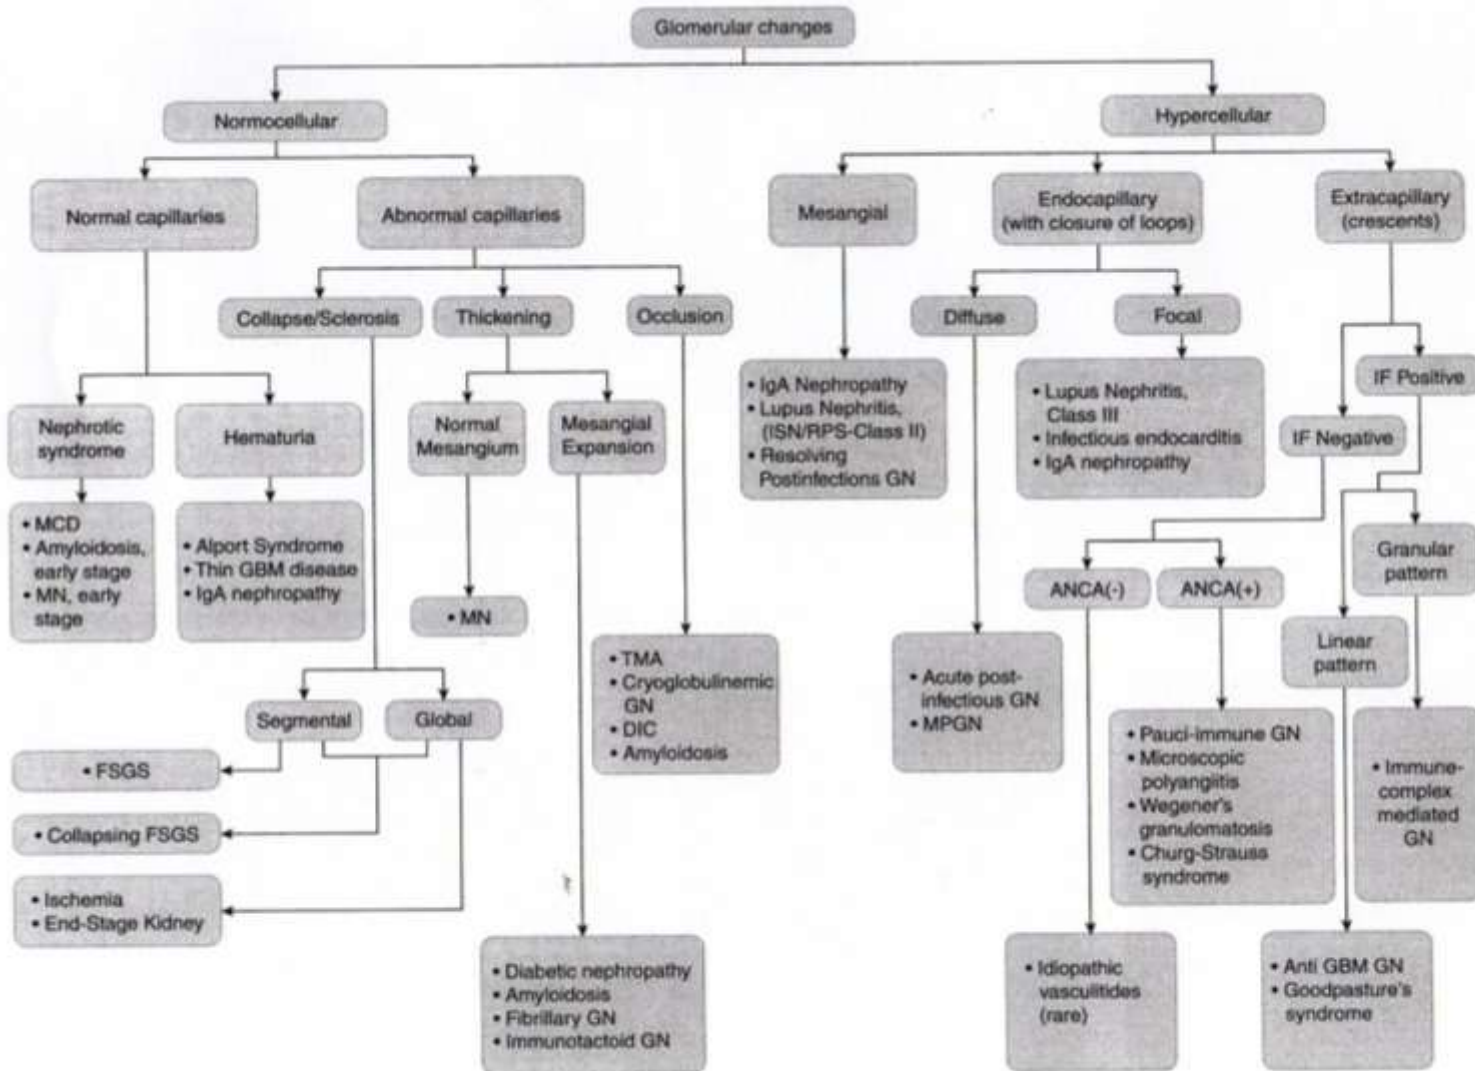 Glomerular changes
Normocellular
Hypercellular
Normal capillaries
Abnormal capillaries
Mesangial
Endocapillary
(with closure of loops)
Extracapillary
(crescents)
Collapse/Sclerosis
Thickening
Occlusion
Diffuse
Focal
IF Positive
IF Negative
Nephrotic
syndrome
Hematuria
Normal
Mesangium
Mesangial
Expansion
• IgA Nephropathy
• Lupus Nephritis,
(ISN/RPS-Class II)
• Resolving
Postinfections GN
• Lupus Nephritis,
Class III
• Infectious endocarditis
• IgA nephropathy
• MCD
• Amyloidosis,
early stage
• MN, early
stage
• Alport Syndrome
• Thin GBM disease
• IgA nephropathy
• MN
Granular
pattern
ANCA(-)
ANCA(+)
Linear
pattern
• TMA
• Cryoglobulinemic
GN
• DIC
• Amyloidosis
• Acute post-
infectious GN
• MPGN
Segmental
Global
• FSGS
• Collapsing FSGS
• Ischemia
• End-Stage Kidney
• Pauci-immune GN
• Microscopic
polyangiitis
• Wegener's
granulomatosis
• Churg-Strauss
syndrome
• Immune-
complex
mediated
GN
• Diabetic nephropathy
• Amyloidosis
• Fibrillary GN
• Immunotactoid GN
• Idiopathic
vasculitides
(rare)
• Anti GBM GN
• Goodpasture's
syndrome